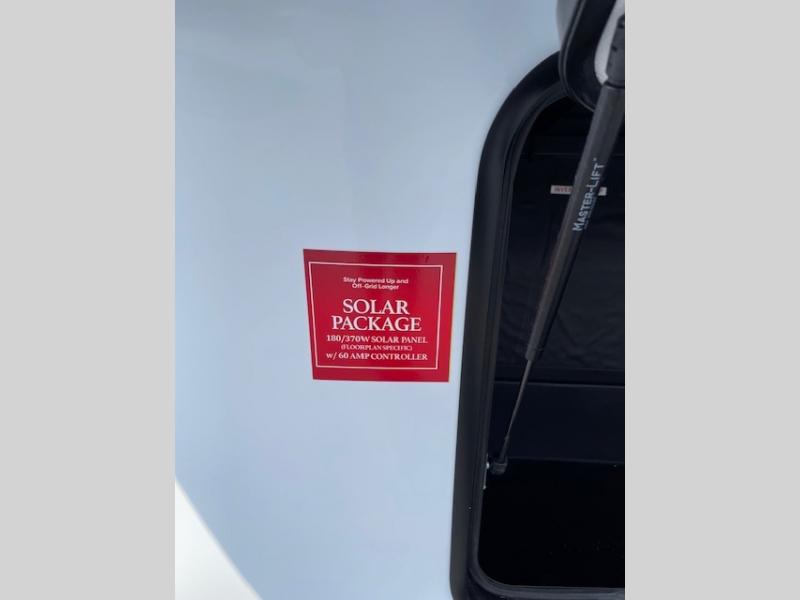 Stay Powered Up and
Off-Grid Longer
SOLAR
PACKAGE
180/370W SOLAR PANEL
(FLOORPLAN SPECIFIC)
w/ 60 AMP CONTROLLER
MASTER-LIFT